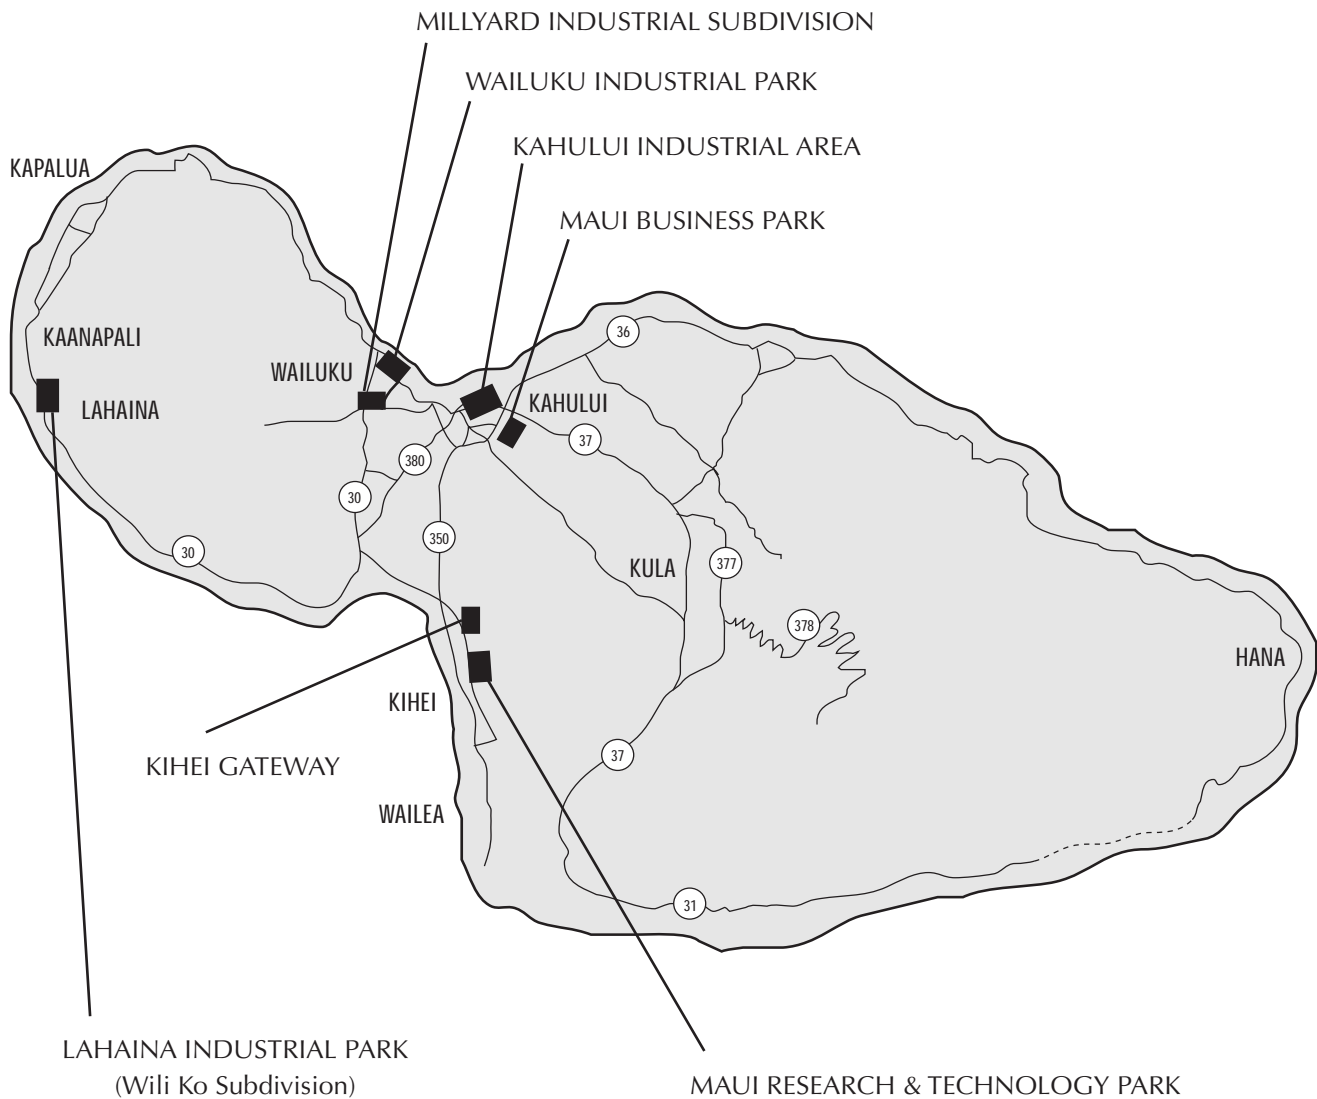 MILLYARD INDUSTRIAL SUBDIVISION
WAILUKU INDUSTRIAL PARK
KAHULUI INDUSTRIAL AREA
KAPALUA
MAUI BUSINESS PARK
36
KAANAPALI
WAILUKU
LAHAINA
KAHULUI
37
380
30
350
30
377
KULA
378
HANA
KIHEI
37
KIHEI GATEWAY
WAILEA
31
LAHAINA INDUSTRIAL PARK
(Wili Ko Subdivision)
MAUI RESEARCH & TECHNOLOGY PARK